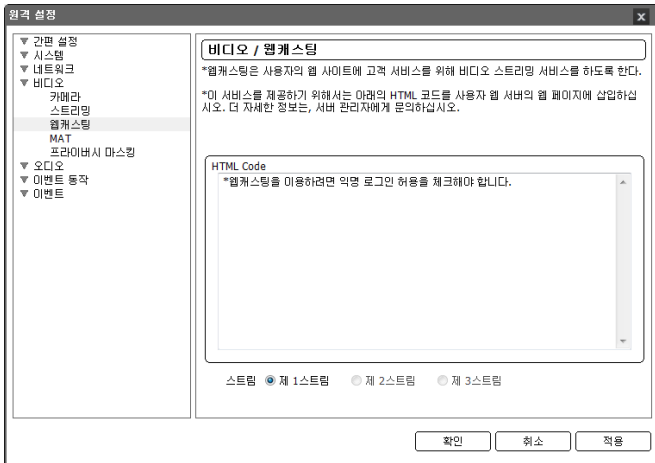 원격 설정
x
간편 설정
시스템
네트워크
비디오
카메라
스트리밍
웹캐스팅
MAT
프라이버시 마스킹
오디오
이벤트 동작
이벤트
비디오 / 웹캐스팅
*웹캐스팅은 사용자의 웹 사이트에 고객 서비스를 위해 비디오 스트리밍 서비스를 하도록 한다.
*이 서비스를 제공하기 위해서는 아래의 HTML 코드를 사용자 웹 서버의 웹 페이지에 삽입하십
시오. 더 자세한 정보는, 서버 관리자에게 문의하십시오.
HTML Code
*웹캐스팅을 이용하려면 익명 로그인 허용을 체크해야 합니다.
스트림 제 1스트림 제 2스트림 제 3스트림
확인 취소 적용